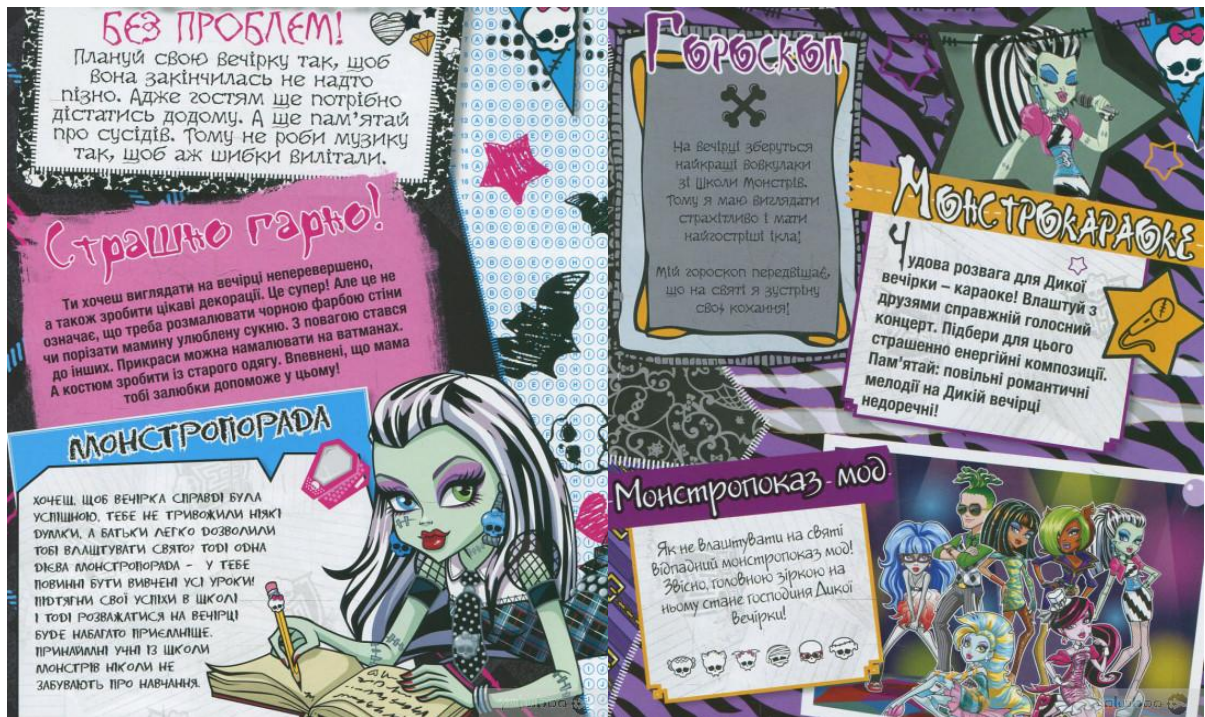 БЕЗ ПРОБЛЕМ!
Плануй свою вечірку так, щоб
вона закінчилась не надто
пізно. Адже гостям ще потрібно
дістатись додому. А ще пам'ятай
про сусідів. Тому не роби музику
так, щоб аж шибки вилітали.
Страшно гарно!
Ти хочеш виглядати на вечірці неперевершено,
а також зробити цікаві декорації. Це супер! Але це не
означає, що треба розмалювати чорною фарбою стіни
чи порізати мамину улюблену сукню. З повагою стався
до інших. Прикраси можна намалювати на ватманах.
А костюм зробити із старого одягу. Впевнені, що мама
тобі залюбки допоможе у цьому!
МОНСТРОПОРАДА
ХОЧЕШ, ЩОБ ВЕЧІРКА СПРАВДІ БУЛА
УСПІШНОЮ, ТЕБЕ НЕ ТРИВОЖИЛИ НІЯКІ
ДУМКИ, А БАТЬКИ ЛЕГКО ДОЗВОЛИЛИ
ТОБІ ВЛАШТУВАТИ СВЯТО? ТОДІ ОДНА
ДІЄВА МОНСТРОПОРАДА – У ТЕБЕ
ПОВИННІ БУТИ ВИВЧЕНІ УСІ УРОКИ!
ПІДТЯГНИ СВОЇ УСПІХИ В ШКОЛІ
І ТОДІ РОЗВАЖАТИСЯ НА ВЕЧІРЦІ
БУДЕ НАБАГАТО ПРИЄМНІШЕ.
ПРИНАЙМНІ УЧНІ ІЗ ШКОЛИ
МОНСТРІВ НІКОЛИ НЕ
ЗАБУВАЮТЬ ПРО НАВЧАННЯ.
Гороскоп
На вечірці зберуться
найкращі вовкулаки
зі Школи Монстрів.
Тому я маю виглядати
страхітливо і мати
найгостріші ікла!
Мій гороскоп передвіщає,
що на святі я зустріну
своє кохання!
МОНСТРОКАРАОКЕ
Чудова розвага для Дикої
вечірки – караоке! Влаштуй з
друзями справжній голосний
концерт. Підбери для цього
страшенно енергійні композиції.
Пам'ятай: повільні романтичні
мелодії на Дикій вечірці
недоречні!
Монстропоказ мод
Як не влаштувати на святі
відпадний монстропоказ мод!
Звісно, головною зіркою на
ньому стане господиня Дикої
вечірки!